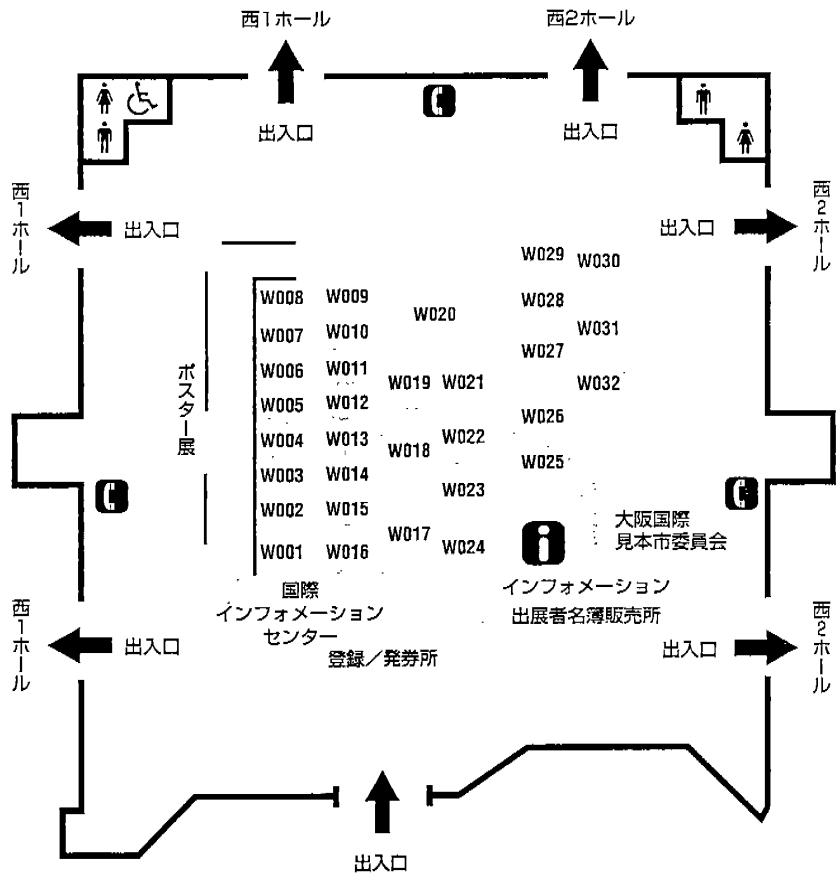 西1ホール
西2ホール
出入口
出入口
西1ホール
出入口
出入口
西2ホール
W029
W030
W008
W009
W028
W020
W007
W010
W031
W027
W006
W011
W019
W021
W032
ポスター展
W005
W012
W026
W004
W013
W018
W022
W025
W003
W014
W023
W002
W015
W017
大阪国際
見本市委員会
W001
W016
W024
国際
インフォメーション
センター
インフォメーション
出展者名簿販売所
登録／発券所
西1ホール
出入口
出入口
西2ホール
出入口